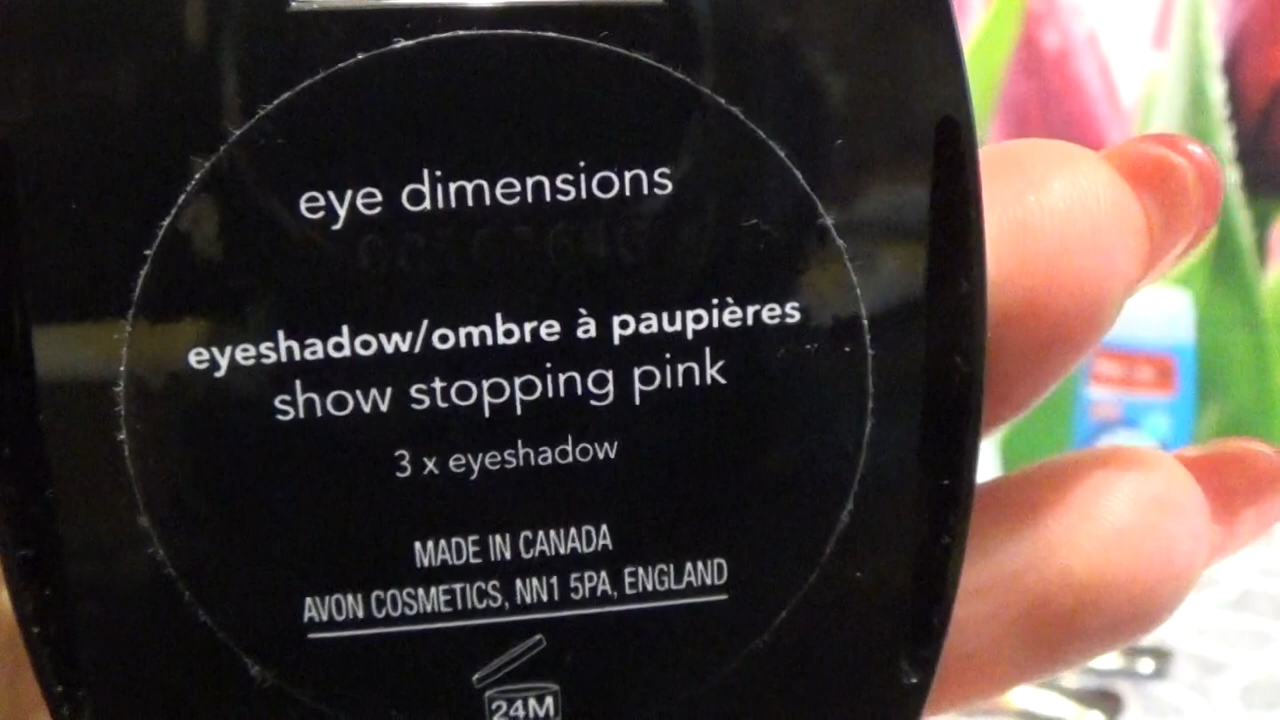 eye dimensions
eyeshadow/ombre à paupières
show stopping pink
3 x eyeshadow
MADE IN CANADA
AVON COSMETICS, NN1 5PA, ENGLAND
24M